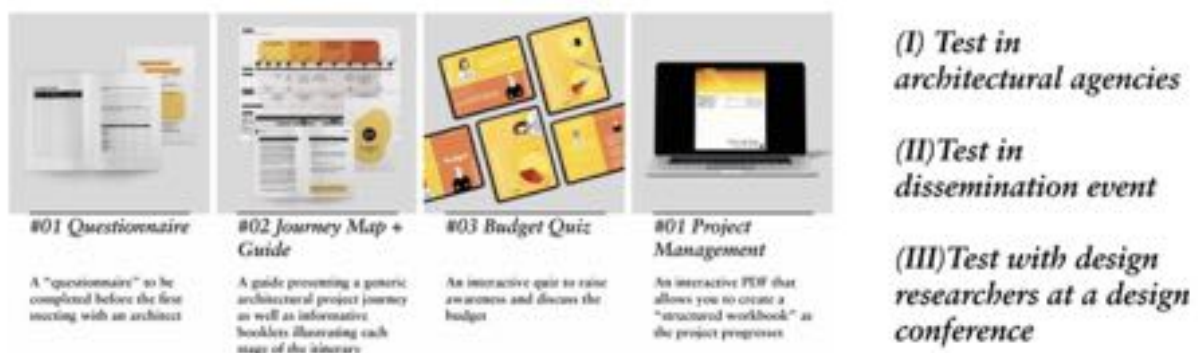 #01 Questionnaire
A "questionnaire" to be
completed before the first
meeting with an architect
#02 Journey Map +
Guide
A guide presenting a generic
architectural project journey
as well as informative
booklets illustrating each
stage of the itinerary
#03 Budget Quiz
An interactive quiz to raise
awareness and discuss the
budget
#01 Project
Management
An interactive PDF that
allows you to create a
"structured workbook" as
the project progresses
(I) Test in
architectural agencies
(II)Test in
dissemination event
(III)Test with design
researchers at a design
conference